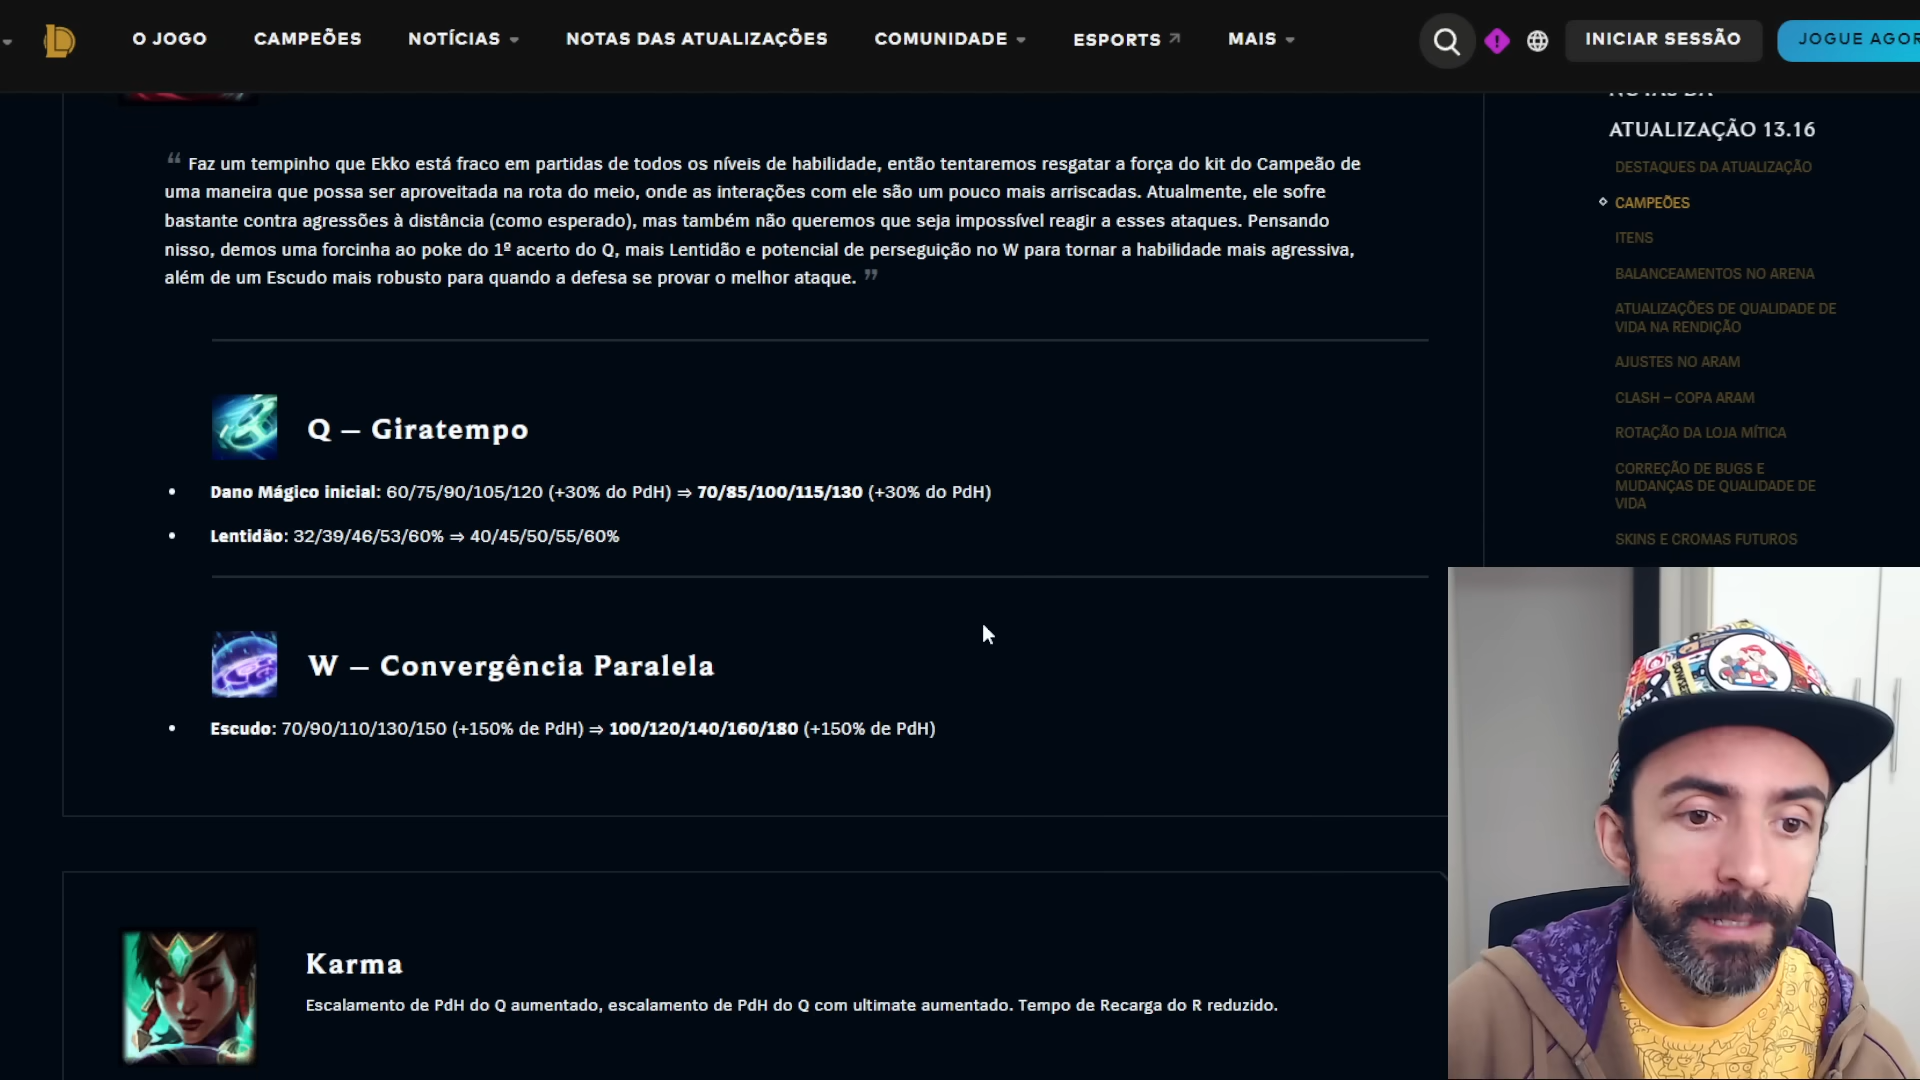 O JOGO CAMPEÕES NOTÍCIAS NOTAS DAS ATUALIZAÇÕES COMUNIDADE ESPORTS MAIS INICIAR SESSÃO JOGUE AGOR
“ Faz um tempinho que Ekko está fraco em partidas de todos os níveis de habilidade, então tentaremos resgatar a força do kit do Campeão de
uma maneira que possa ser aproveitada na rota do meio, onde as interações com ele são um pouco mais arriscadas. Atualmente, ele sofre
bastante contra agressões à distância (como esperado), mas também não queremos que seja impossível reagir a esses ataques. Pensando
nisso, demos uma forcinha ao poke do 1º acerto do Q, mais Lentidão e potencial de perseguição no W para tornar a habilidade mais agressiva,
além de um Escudo mais robusto para quando a defesa se provar o melhor ataque. ”
Q – Giratempo
• Dano Mágico inicial: 60/75/90/105/120 (+30% do PdH) ⇒ 70/85/100/115/130 (+30% do PdH)
• Lentidão: 32/39/46/53/60% ⇒ 40/45/50/55/60%
W – Convergência Paralela
• Escudo: 70/90/110/130/150 (+150% de PdH) ⇒ 100/120/140/160/180 (+150% de PdH)
Karma
Escalamento de PdH do Q aumentado, escalamento de PdH do Q com ultimate aumentado. Tempo de Recarga do R reduzido.
NOTAS DA
ATUALIZAÇÃO 13.16
DESTAQUES DA ATUALIZAÇÃO
CAMPEÕES
ITENS
BALANCEAMENTOS NO ARENA
ATUALIZAÇÕES DE QUALIDADE DE
VIDA NA RENDIÇÃO
AJUSTES NO ARAM
CLASH – COPA ARAM
ROTAÇÃO DA LOJA MÍTICA
CORREÇÃO DE BUGS E
MUDANÇAS DE QUALIDADE DE
VIDA
SKINS E CROMAS FUTUROS